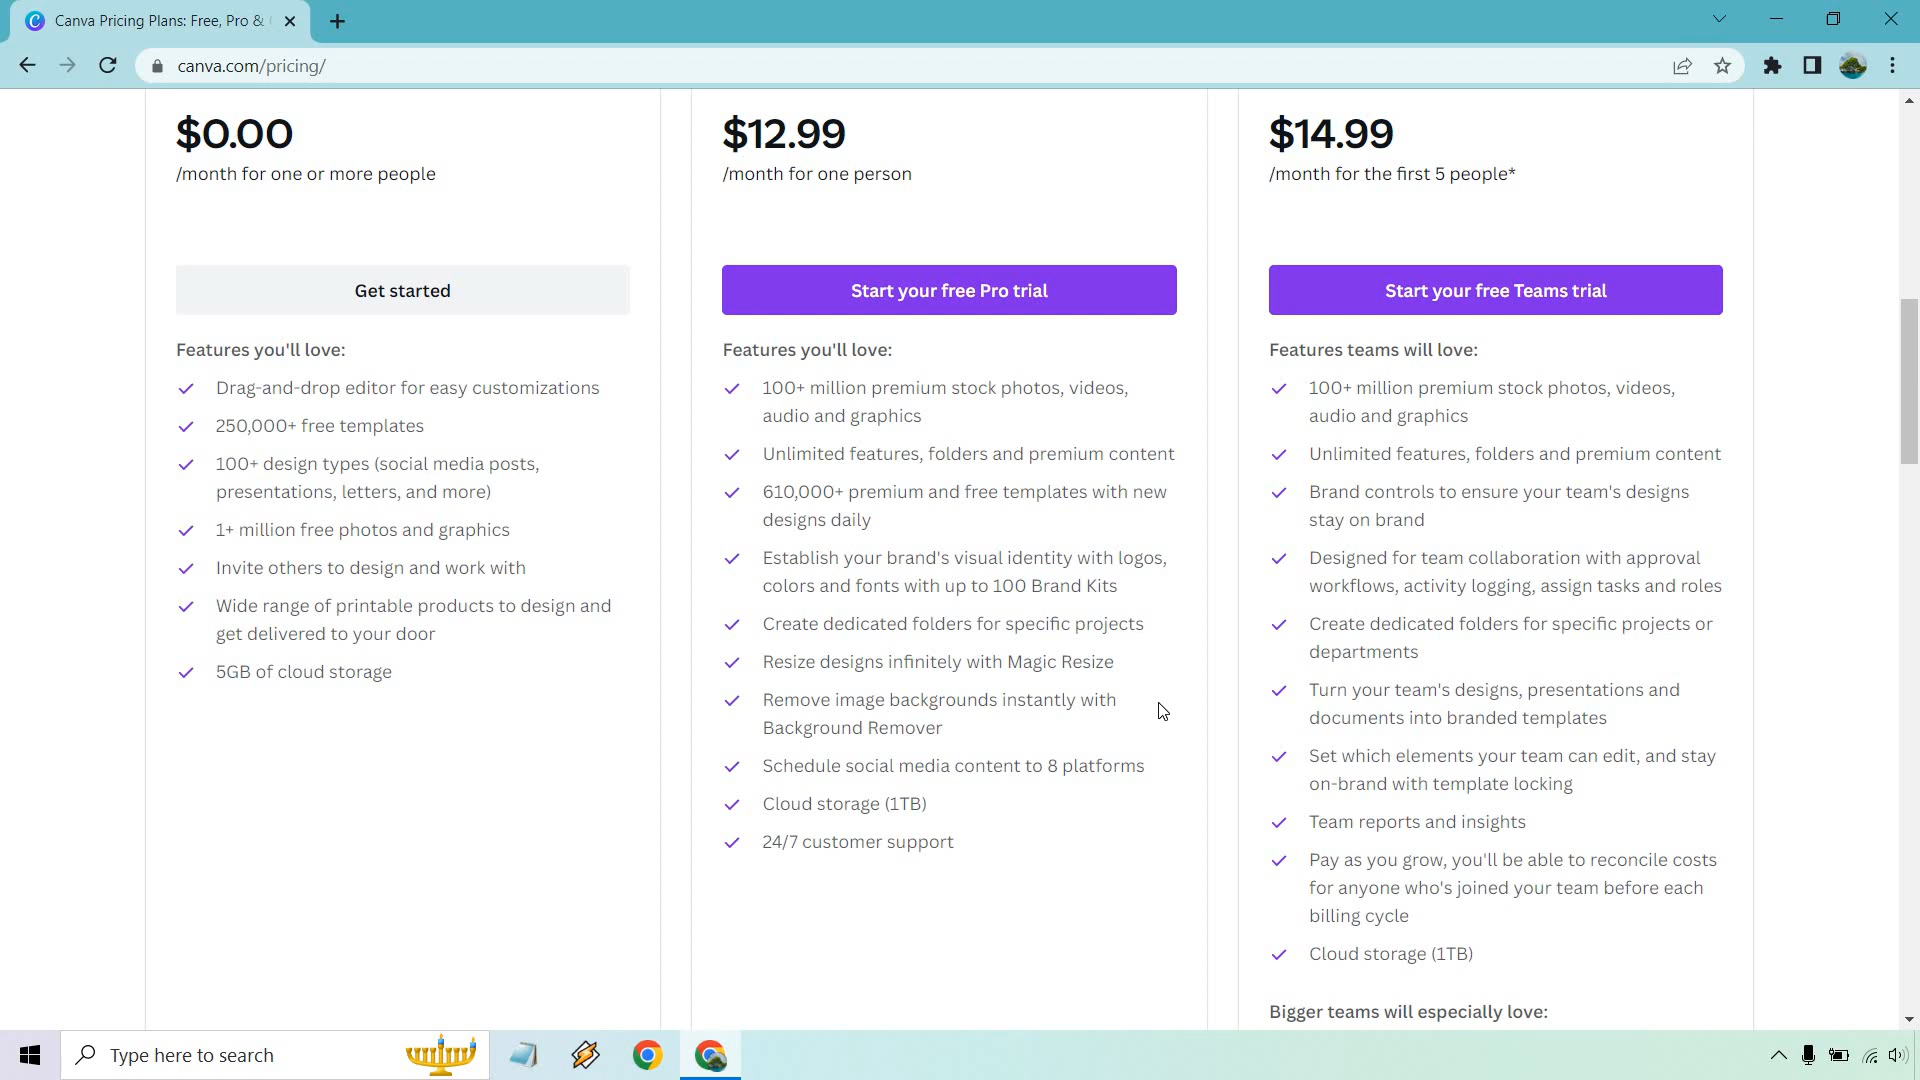 Canva Pricing Plans: Free, Pro &
canva.com/pricing/
$0.00
/month for one or more people
Get started
Features you'll love:
Drag-and-drop editor for easy customizations
250,000+ free templates
100+ design types (social media posts,
presentations, letters, and more)
1+ million free photos and graphics
Invite others to design and work with
Wide range of printable products to design and
get delivered to your door
5GB of cloud storage
$12.99
/month for one person
Start your free Pro trial
Features you'll love:
100+ million premium stock photos, videos,
audio and graphics
Unlimited features, folders and premium content
610,000+ premium and free templates with new
designs daily
Establish your brand's visual identity with logos,
colors and fonts with up to 100 Brand Kits
Create dedicated folders for specific projects
Resize designs infinitely with Magic Resize
Remove image backgrounds instantly with
Background Remover
Schedule social media content to 8 platforms
Cloud storage (1TB)
24/7 customer support
$14.99
/month for the first 5 people*
Start your free Teams trial
Features teams will love:
100+ million premium stock photos, videos,
audio and graphics
Unlimited features, folders and premium content
Brand controls to ensure your team's designs
stay on brand
Designed for team collaboration with approval
workflows, activity logging, assign tasks and roles
Create dedicated folders for specific projects or
departments
Turn your team's designs, presentations and
documents into branded templates
Set which elements your team can edit, and stay
on-brand with template locking
Team reports and insights
Pay as you grow, you'll be able to reconcile costs
for anyone who's joined your team before each
billing cycle
Cloud storage (1TB)
Bigger teams will especially love:
Type here to search